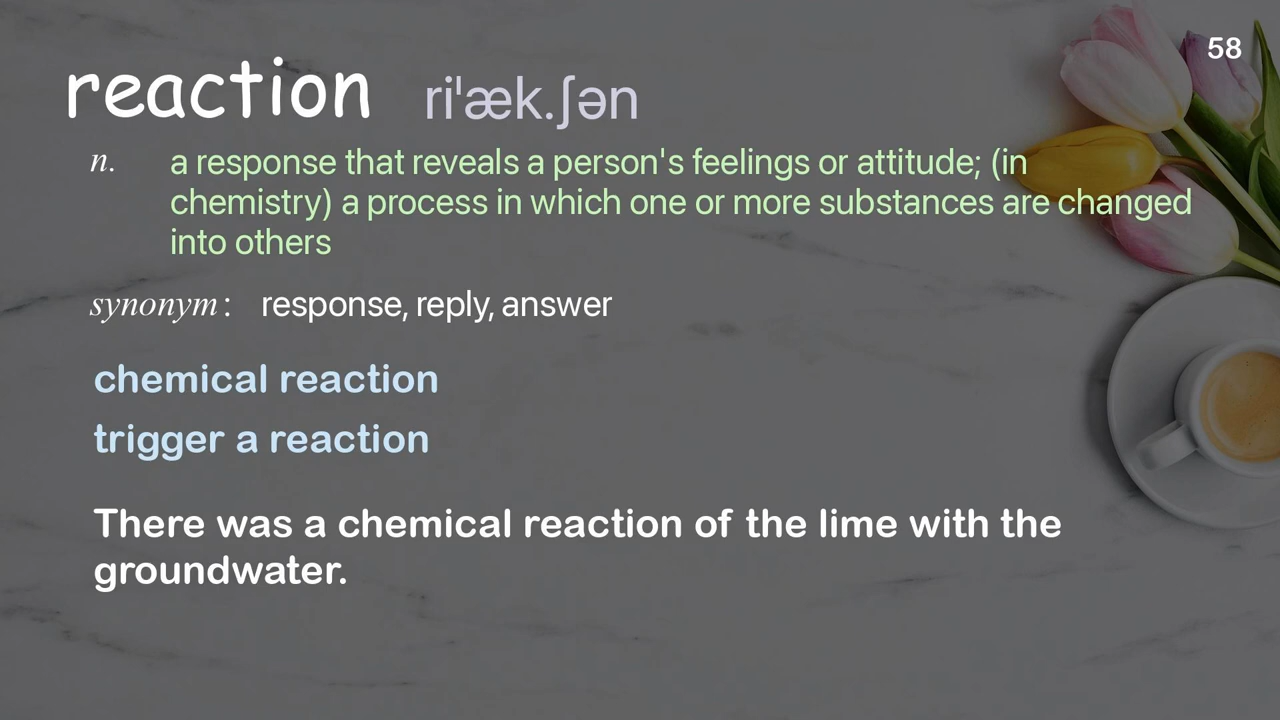 58
reaction riˈæk.ʃən
n. a response that reveals a person's feelings or attitude; (in
chemistry) a process in which one or more substances are changed
into others
synonym: response, reply, answer
chemical reaction
trigger a reaction
There was a chemical reaction of the lime with the
groundwater.